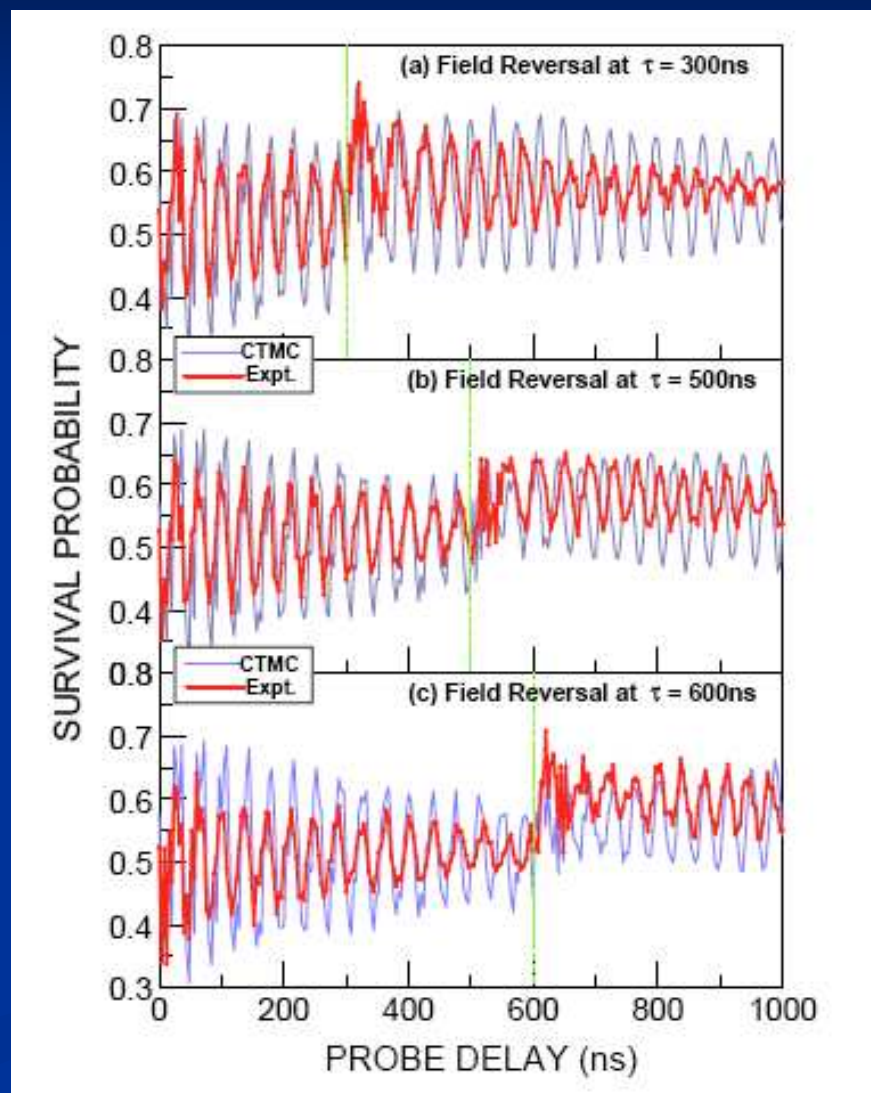 SURVIVAL PROBABILITY
0.8
(a) Field Reversal at τ = 300ns
0.7
0.6
0.5
0.4
CTMC
Expt.
0.8
(b) Field Reversal at τ = 500ns
0.7
0.6
0.5
0.4
CTMC
Expt.
0.8
(c) Field Reversal at τ = 600ns
0.7
0.6
0.5
0.4
0.3
0 200 400 600 800 1000
PROBE DELAY (ns)